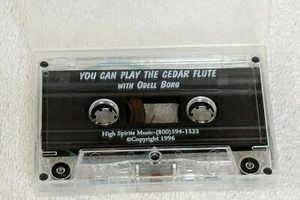 YOU CAN PLAY THE CEDAR FLUTE
WITH ODELL BORG
High Spirits Music-(800)394-1523
©Copyright 1996